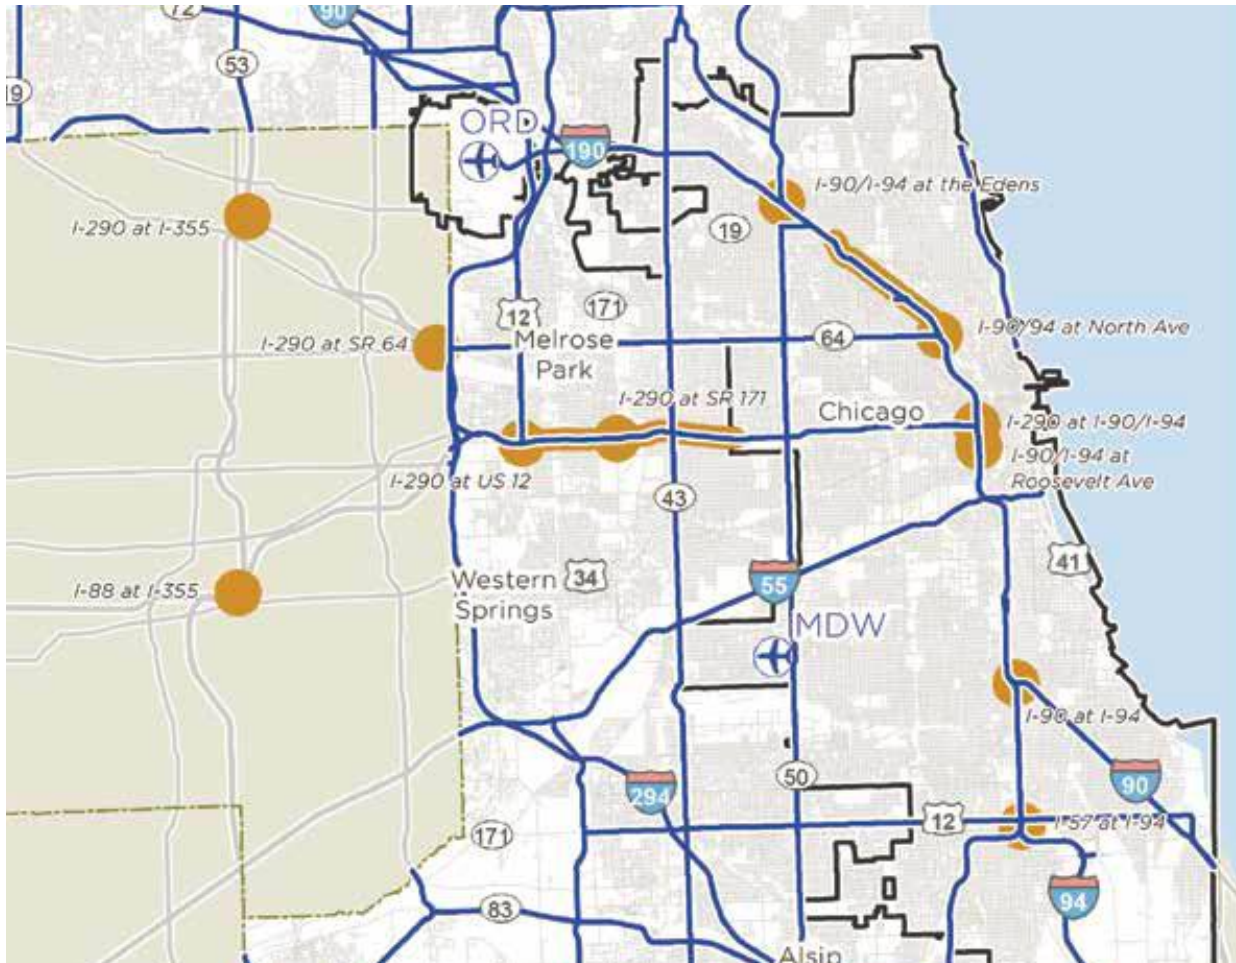 72
90
53
19
ORD
190
I-90/I-94 at the Edens
I-290 at I-355
19
171
12
I-90/94 at North Ave
I-290 at SR 64
64
Melrose
Park
I-290 at SR 171
Chicago
I-290 at I-90/I-94
I-90/I-94 at
Roosevelt Ave
I-290 at US 12
43
41
Western
Springs
34
55
I-88 at I-355
MDW
I-90 at I-94
50
90
294
12
I-57 at I-94
171
94
83
Alsip